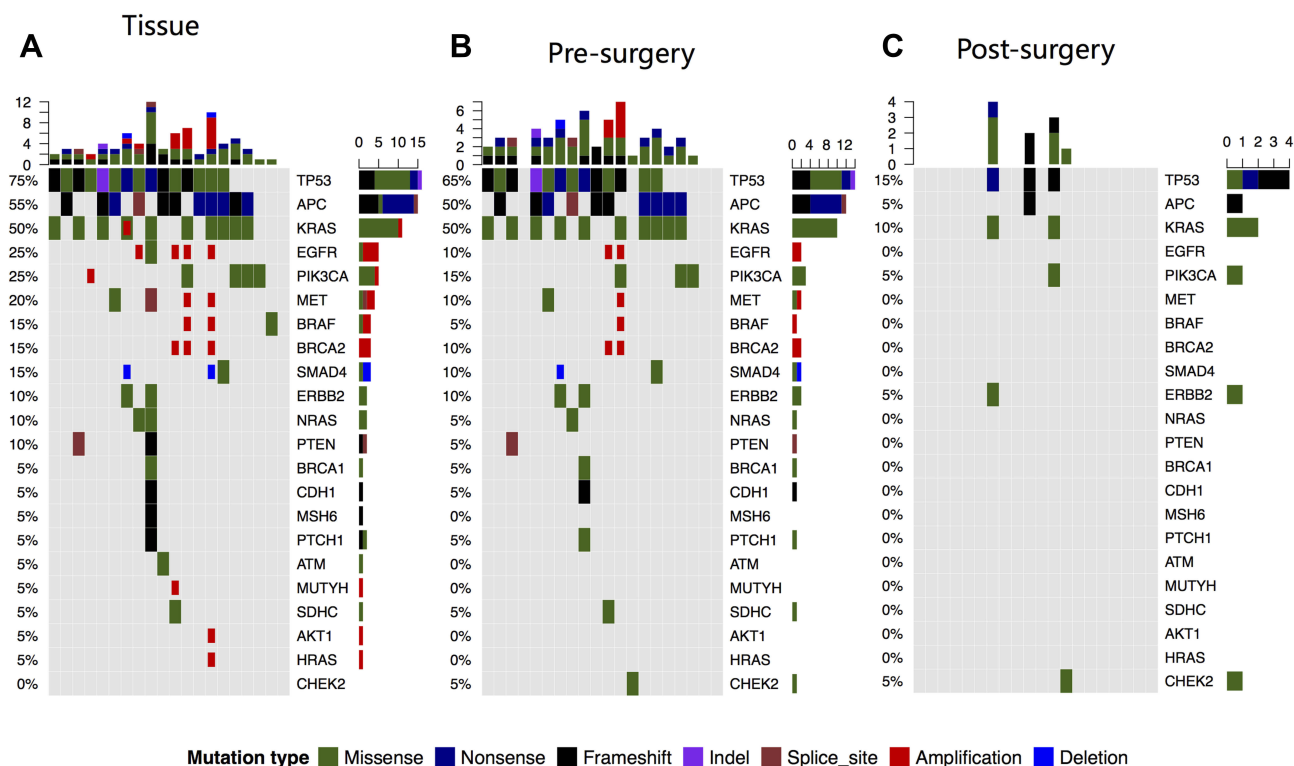 A
Tissue
12
8
4
2
0
0 5 10 15
75% TP53
55% APC
50% KRAS
25% EGFR
25% PIK3CA
20% MET
15% BRAF
15% BRCA2
15% SMAD4
10% ERBB2
10% NRAS
10% PTEN
5% BRCA1
5% CDH1
5% MSH6
5% PTCH1
5% ATM
5% MUTYH
5% SDHC
5% AKT1
5% HRAS
0% CHEK2
B
Pre-surgery
6
4
2
0
0 4 8 12
65% TP53
50% APC
50% KRAS
10% EGFR
15% PIK3CA
10% MET
5% BRAF
10% BRCA2
10% SMAD4
10% ERBB2
5% NRAS
5% PTEN
5% BRCA1
5% CDH1
0% MSH6
5% PTCH1
0% ATM
0% MUTYH
5% SDHC
0% AKT1
0% HRAS
5% CHEK2
C
Post-surgery
4
3
2
1
0
0 1 2 3 4
15% TP53
5% APC
10% KRAS
0% EGFR
5% PIK3CA
0% MET
0% BRAF
0% BRCA2
0% SMAD4
5% ERBB2
0% NRAS
0% PTEN
0% BRCA1
0% CDH1
0% MSH6
0% PTCH1
0% ATM
0% MUTYH
0% SDHC
0% AKT1
0% HRAS
5% CHEK2
Mutation type Missense Nonsense Frameshift Indel Splice_site Amplification Deletion